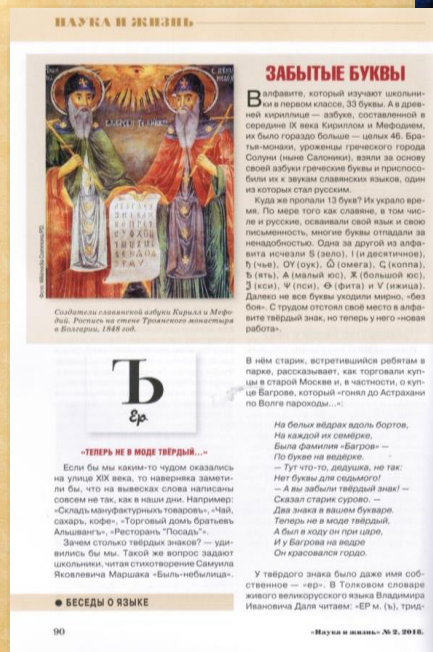 НАУКА И ЖИЗНЬ
Создатели славянской азбуки Кирилл и Мефо-
дий. Роспись на стене Троянского монастыря
в Болгарии, 1848 год.
Ъ
Ер.
«ТЕПЕРЬ НЕ В МОДЕ ТВЁРДЫЙ...»
Если бы мы каким-то чудом оказались
на улице XIX века, то наверняка замети-
ли бы, что на вывесках слова написаны
совсем не так, как в наши дни. Например:
«Складъ мануфактурныхъ товаровъ», «Чай,
сахаръ, кофе», «Торговый домъ братьевъ
Альшвангъ», «Ресторанъ "Посадъ"».
Зачем столько твёрдых знаков? — уди-
вились бы мы. Такой же вопрос задают
школьники, читая стихотворение Самуила
Яковлевича Маршака «Быль-небылица».
● БЕСЕДЫ О ЯЗЫКЕ
ЗАБЫТЫЕ БУКВЫ
В алфавите, который изучают школьни-
ки в первом классе, 33 буквы. А в древ-
ней кириллице — азбуке, составленной в
середине IX века Кириллом и Мефодием,
их было гораздо больше — целых 46. Бра-
тья-монахи, уроженцы греческого города
Солуни (ныне Салоники), взяли за основу
своей азбуки греческие буквы и приспосо-
били их к звукам славянских языков, один
из которых стал русским.
Куда же пропали 13 букв? Их украло вре-
мя. По мере того как славяне, в том чис-
ле и русские, осваивали свой язык и свою
письменность, многие буквы отпадали за
ненадобностью. Одна за другой из алфа-
вита исчезли Ѕ (зело), І (и десятичное),
Ћ (чье), ОУ (оук), Ѽ (омега), Ҁ (коппа),
Ѣ (ять), Ѧ (малый юс), Ѫ (большой юс),
Ѯ (кси), Ѱ (пси), Ѳ (фита) и Ѵ (ижица).
Далеко не все буквы уходили мирно, «без
боя». С трудом отстоял своё место в алфа-
вите твёрдый знак, но теперь у него «новая
работа».
В нём старик, встретившийся ребятам в
парке, рассказывает, как торговали куп-
цы в старой Москве и, в частности, о куп-
це Багрове, который «гонял до Астрахани
по Волге пароходы...»:
На белых вёдрах вдоль бортов,
На каждой их семёрке,
Была фамилия «Багров» —
По букве на ведёрке.
— Тут что-то, дедушка, не так:
Нет буквы для седьмого!
— А вы забыли твёрдый знак! —
Сказал старик сурово. —
Два знака в вашем букваре.
Теперь не в моде твёрдый,
А был в ходу он при царе,
И у Багрова на ведре
Он красовался гордо.
У твёрдого знака было даже имя соб-
ственное — «ер». В Толковом словаре
живого великорусского языка Владимира
Ивановича Даля читаем: «ЕР м. (ъ), трид-
90
«Наука и жизнь» № 2, 2018.